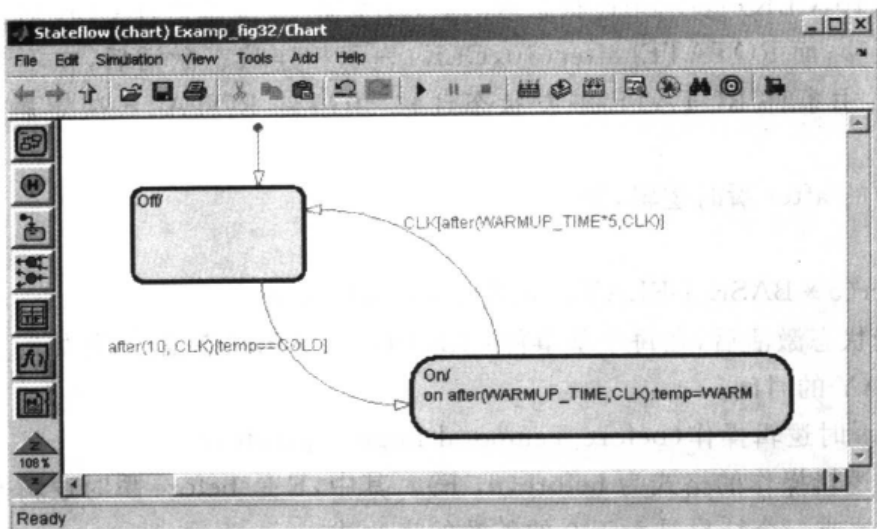 Stateflow (chart) Examp_fig32/Chart
File Edit Simulation View Tools Add Help
Off/
CLK[after(WARMUP_TIME*5,CLK)]
after(10, CLK)[temp==COLD]
On/
on after(WARMUP_TIME,CLK):temp=WARM
108%
Ready